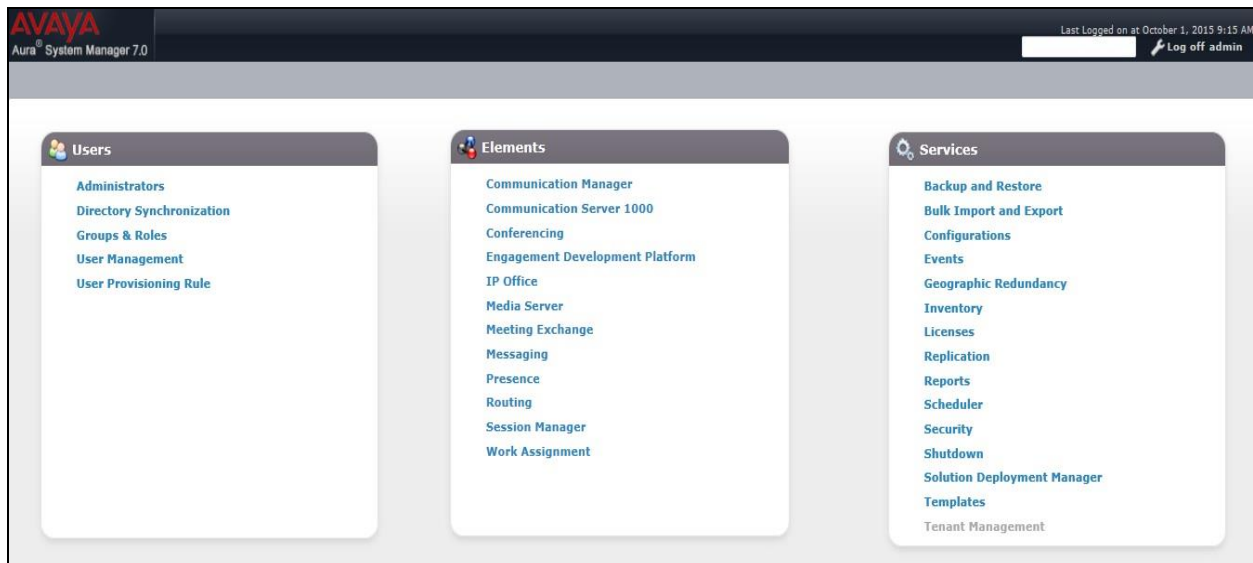 AVAYA
Aura® System Manager 7.0
Last Logged on at October 1, 2015 9:15 AM
Log off admin
Users
Administrators
Directory Synchronization
Groups & Roles
User Management
User Provisioning Rule
Elements
Communication Manager
Communication Server 1000
Conferencing
Engagement Development Platform
IP Office
Media Server
Meeting Exchange
Messaging
Presence
Routing
Session Manager
Work Assignment
Services
Backup and Restore
Bulk Import and Export
Configurations
Events
Geographic Redundancy
Inventory
Licenses
Replication
Reports
Scheduler
Security
Shutdown
Solution Deployment Manager
Templates
Tenant Management